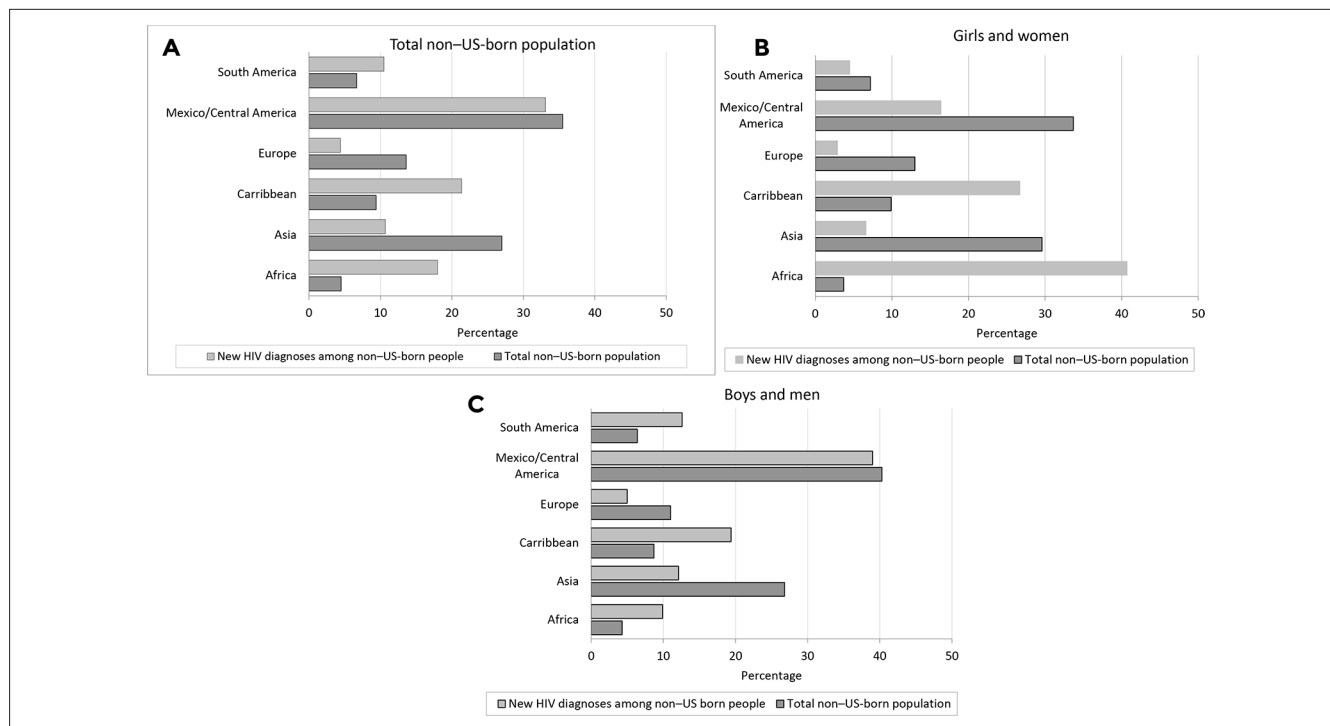 A
Total non–US-born population
South America
Mexico/Central America
Europe
Carribbean
Asia
Africa
0 10 20 30 40 50
Percentage
New HIV diagnoses among non–US-born people Total non–US-born population
B
Girls and women
South America
Mexico/Central
America
Europe
Carribbean
Asia
Africa
0 10 20 30 40 50
Percentage
New HIV diagnoses among non–US-born people Total non–US-born population
C
Boys and men
South America
Mexico/Central
America
Europe
Carribbean
Asia
Africa
0 10 20 30 40 50
Percentage
New HIV diagnoses among non–US born people Total non–US-born population